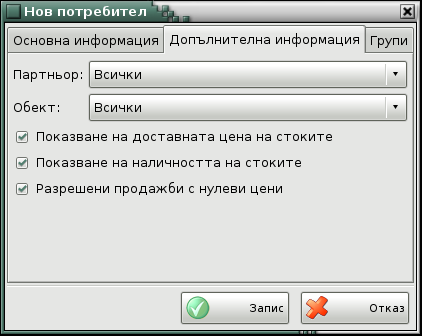 Нов потребител
Основна информация Допълнителна информация Групи
Партньор: Всички
Обект: Всички
Показване на доставната цена на стоките
Показване на наличността на стоките
Разрешени продажби с нулеви цени
Запис Отказ